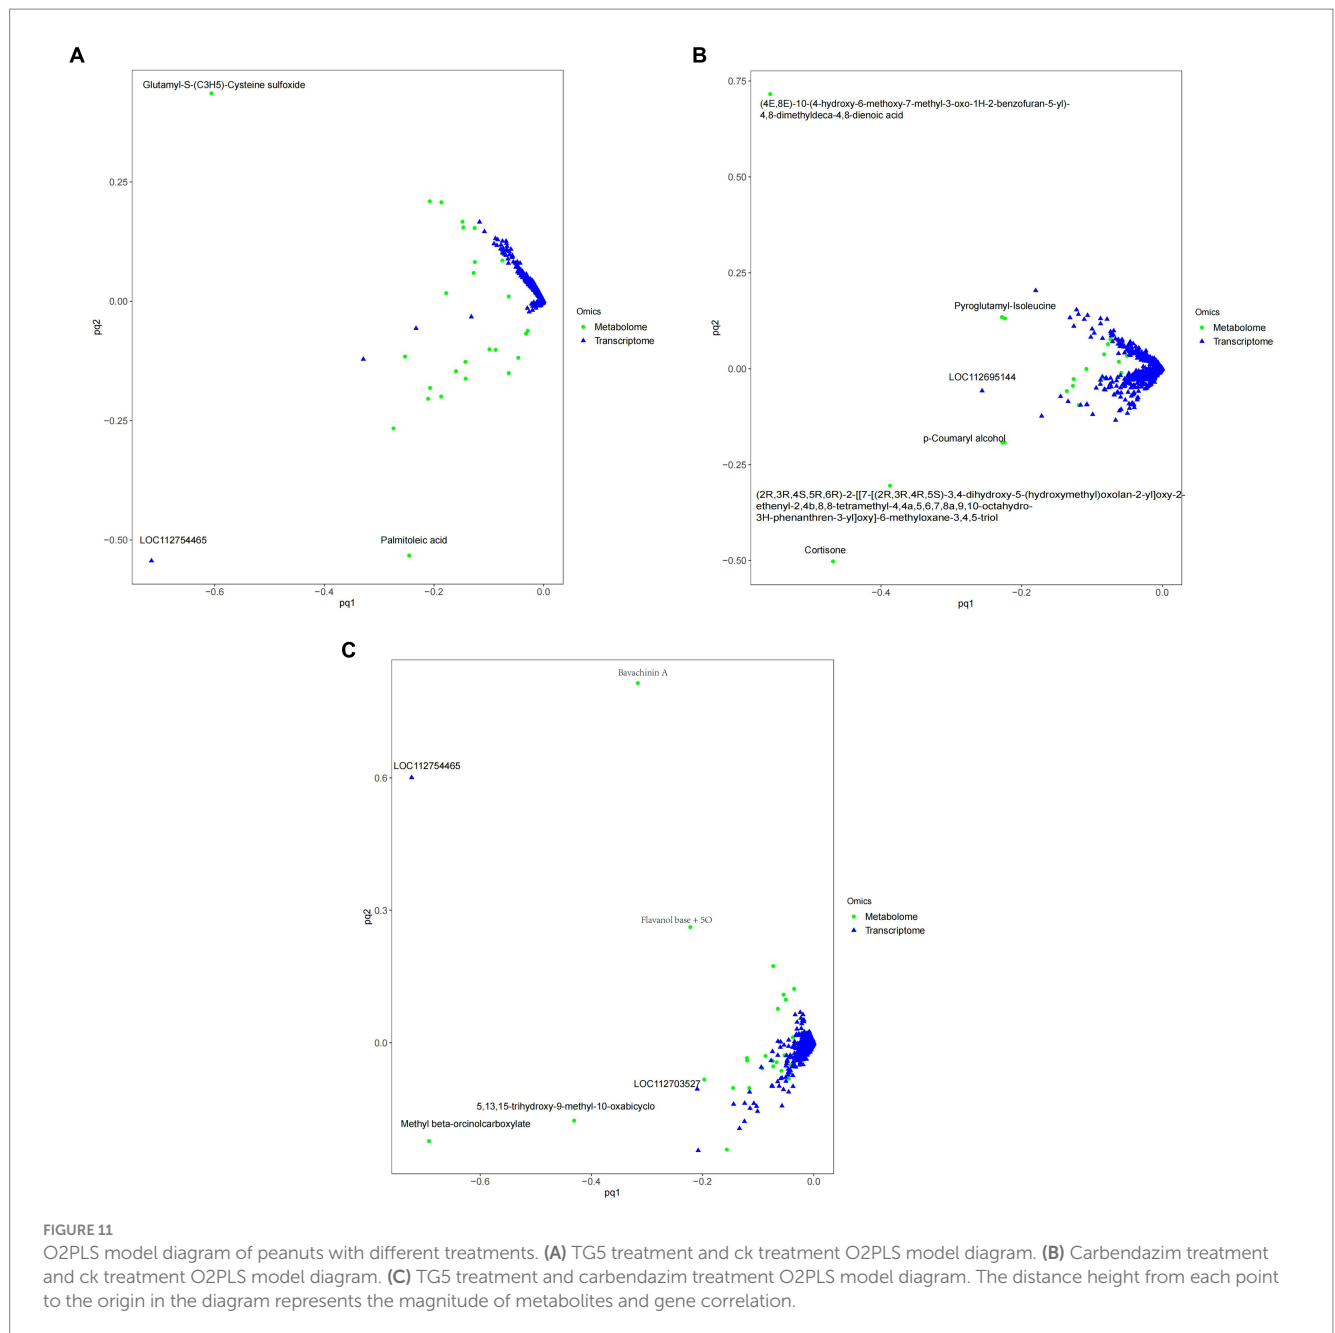 A
Glutamyl-S-(C3H5)-Cysteine sulfoxide
0.25
0.00
−0.25
−0.50
pq2
LOC112754465
Palmitoleic acid
−0.6
−0.4
−0.2
0.0
pq1
Omics
Metabolome
Transcriptome
B
0.75
0.50
0.25
0.00
−0.25
−0.50
pq2
(4E,8E)-10-(4-hydroxy-6-methoxy-7-methyl-3-oxo-1H-2-benzofuran-5-yl)-
4,8-dimethyldeca-4,8-dienoic acid
Pyroglutamyl-Isoleucine
LOC112695144
p-Coumaryl alcohol
(2R,3R,4S,5R,6R)-2-[[7-[(2R,3R,4R,5S)-3,4-dihydroxy-5-(hydroxymethyl)oxolan-2-yl]oxy-2-
ethenyl-2,4b,8,8-tetramethyl-4,4a,5,6,7,8a,9,10-octahydro-
3H-phenanthren-3-yl]oxy]-6-methyloxane-3,4,5-triol
Cortisone
−0.4
−0.2
0.0
pq1
Omics
Metabolome
Transcriptome
C
Bavachinin A
LOC112754465
0.6
0.3
0.0
pq2
Flavanol base + 5O
LOC112703527
5,13,15-trihydroxy-9-methyl-10-oxabicyclo
Methyl beta-orcinolcarboxylate
−0.6
−0.4
−0.2
0.0
pq1
Omics
Metabolome
Transcriptome
FIGURE 11
O2PLS model diagram of peanuts with different treatments. (A) TG5 treatment and ck treatment O2PLS model diagram. (B) Carbendazim treatment
and ck treatment O2PLS model diagram. (C) TG5 treatment and carbendazim treatment O2PLS model diagram. The distance height from each point
to the origin in the diagram represents the magnitude of metabolites and gene correlation.